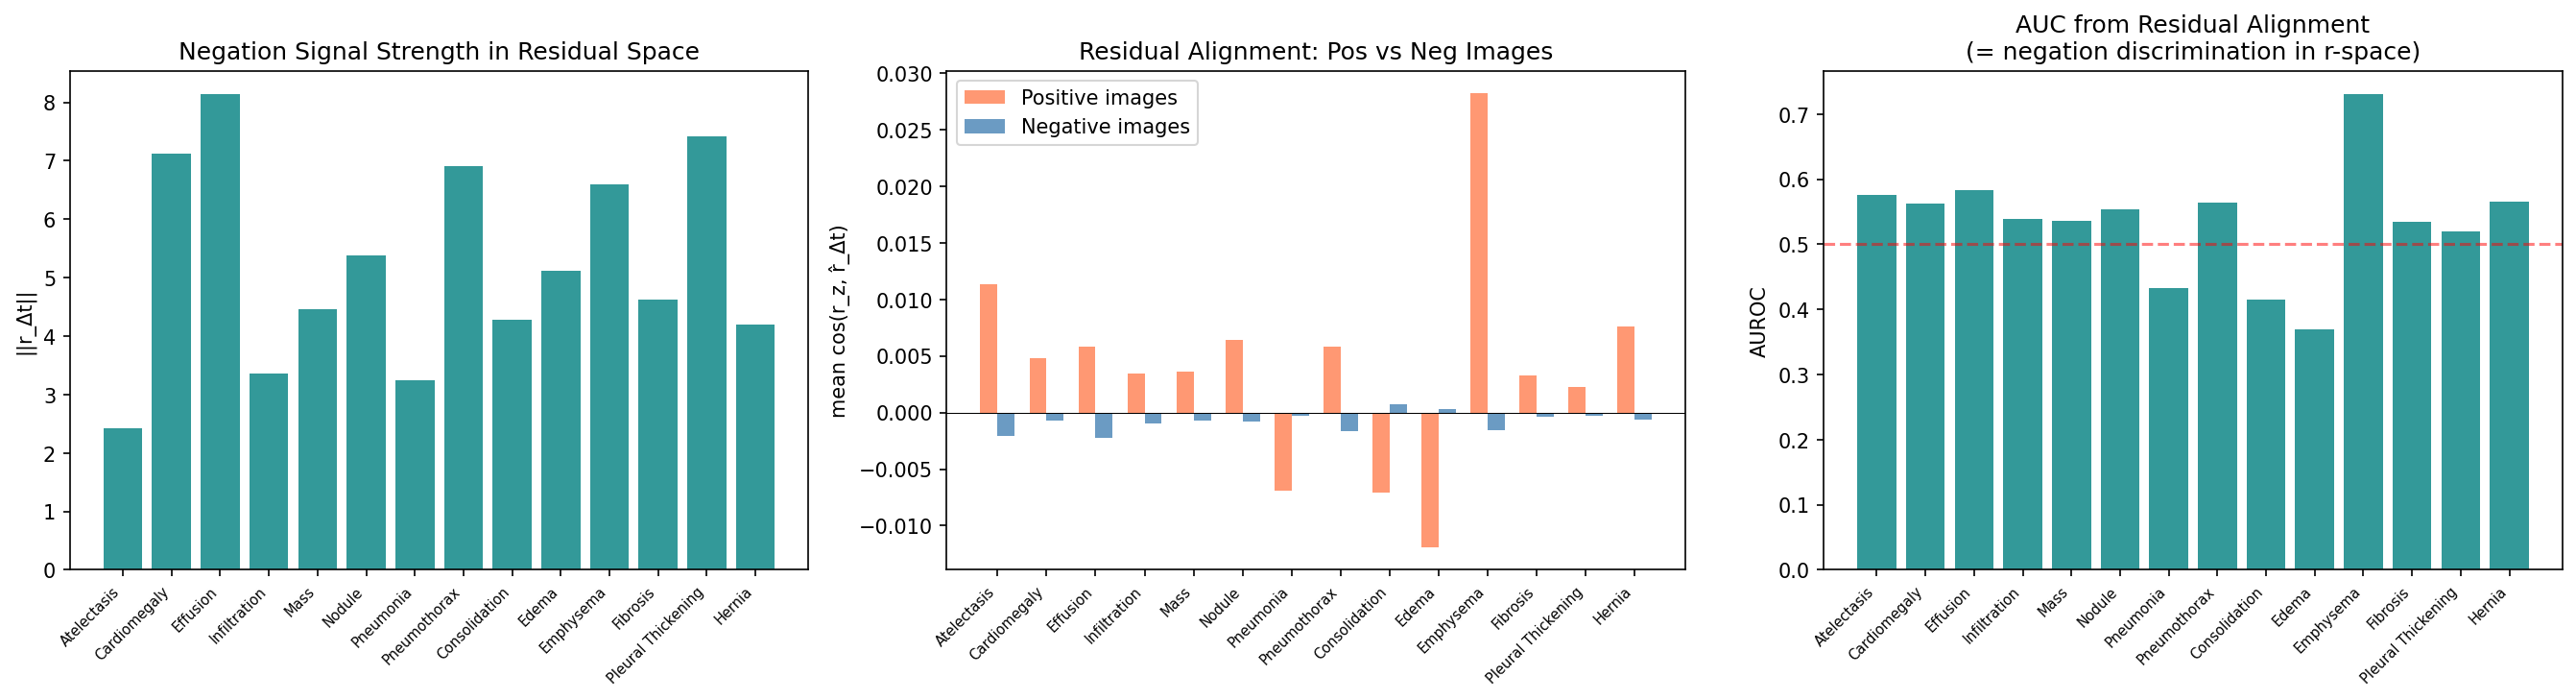 Negation Signal Strength in Residual Space
||r_Δt||
8
7
6
5
4
3
2
1
0
Atelectasis
Cardiomegaly
Effusion
Infiltration
Mass
Nodule
Pneumonia
Pneumothorax
Consolidation
Edema
Emphysema
Fibrosis
Pleural Thickening
Hernia
Residual Alignment: Pos vs Neg Images
mean cos(r_z, r̂_Δt)
0.030
0.025
0.020
0.015
0.010
0.005
0.000
−0.005
−0.010
Positive images
Negative images
Atelectasis
Cardiomegaly
Effusion
Infiltration
Mass
Nodule
Pneumonia
Pneumothorax
Consolidation
Edema
Emphysema
Fibrosis
Pleural Thickening
Hernia
AUC from Residual Alignment
(= negation discrimination in r-space)
AUROC
0.7
0.6
0.5
0.4
0.3
0.2
0.1
0.0
Atelectasis
Cardiomegaly
Effusion
Infiltration
Mass
Nodule
Pneumonia
Pneumothorax
Consolidation
Edema
Emphysema
Fibrosis
Pleural Thickening
Hernia